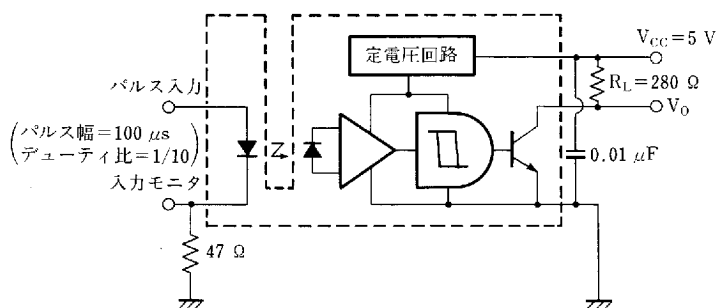 定電圧回路
V_CC=5 V
R_L=280 Ω
V_O
0.01 μF
パルス入力
(パルス幅=100 μs
デューティ比=1/10)
入力モニタ
47 Ω